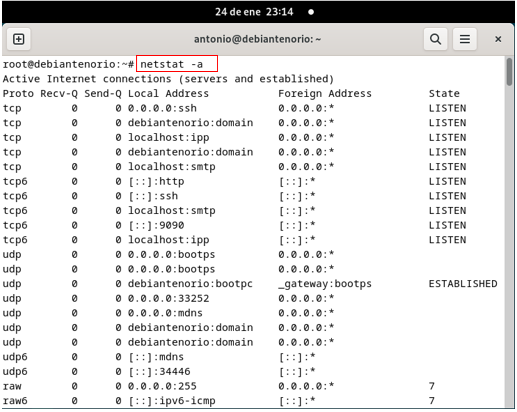 24 de ene 23:14
antonio@debiantenorio: ~
root@debiantenorio:~# netstat -a
Active Internet connections (servers and established)
Proto Recv-Q Send-Q Local Address           Foreign Address         State
tcp        0      0 0.0.0.0:ssh             0.0.0.0:*               LISTEN
tcp        0      0 debiantenorio:domain    0.0.0.0:*               LISTEN
tcp        0      0 localhost:ipp           0.0.0.0:*               LISTEN
tcp        0      0 debiantenorio:domain    0.0.0.0:*               LISTEN
tcp        0      0 localhost:smtp          0.0.0.0:*               LISTEN
tcp6       0      0 [::]:http               [::]:*                  LISTEN
tcp6       0      0 [::]:ssh                [::]:*                  LISTEN
tcp6       0      0 localhost:smtp          [::]:*                  LISTEN
tcp6       0      0 [::]:9090               [::]:*                  LISTEN
tcp6       0      0 localhost:ipp           [::]:*                  LISTEN
udp        0      0 0.0.0.0:bootps          0.0.0.0:*
udp        0      0 0.0.0.0:bootps          0.0.0.0:*
udp        0      0 debiantenorio:bootpc    _gateway:bootps         ESTABLISHED
udp        0      0 0.0.0.0:33252           0.0.0.0:*
udp        0      0 0.0.0.0:mdns            0.0.0.0:*
udp        0      0 debiantenorio:domain    0.0.0.0:*
udp        0      0 debiantenorio:domain    0.0.0.0:*
udp6       0      0 [::]:mdns               [::]:*
udp6       0      0 [::]:34446              [::]:*
raw        0      0 0.0.0.0:255             0.0.0.0:*               7
raw6       0      0 [::]:ipv6-icmp          [::]:*                  7